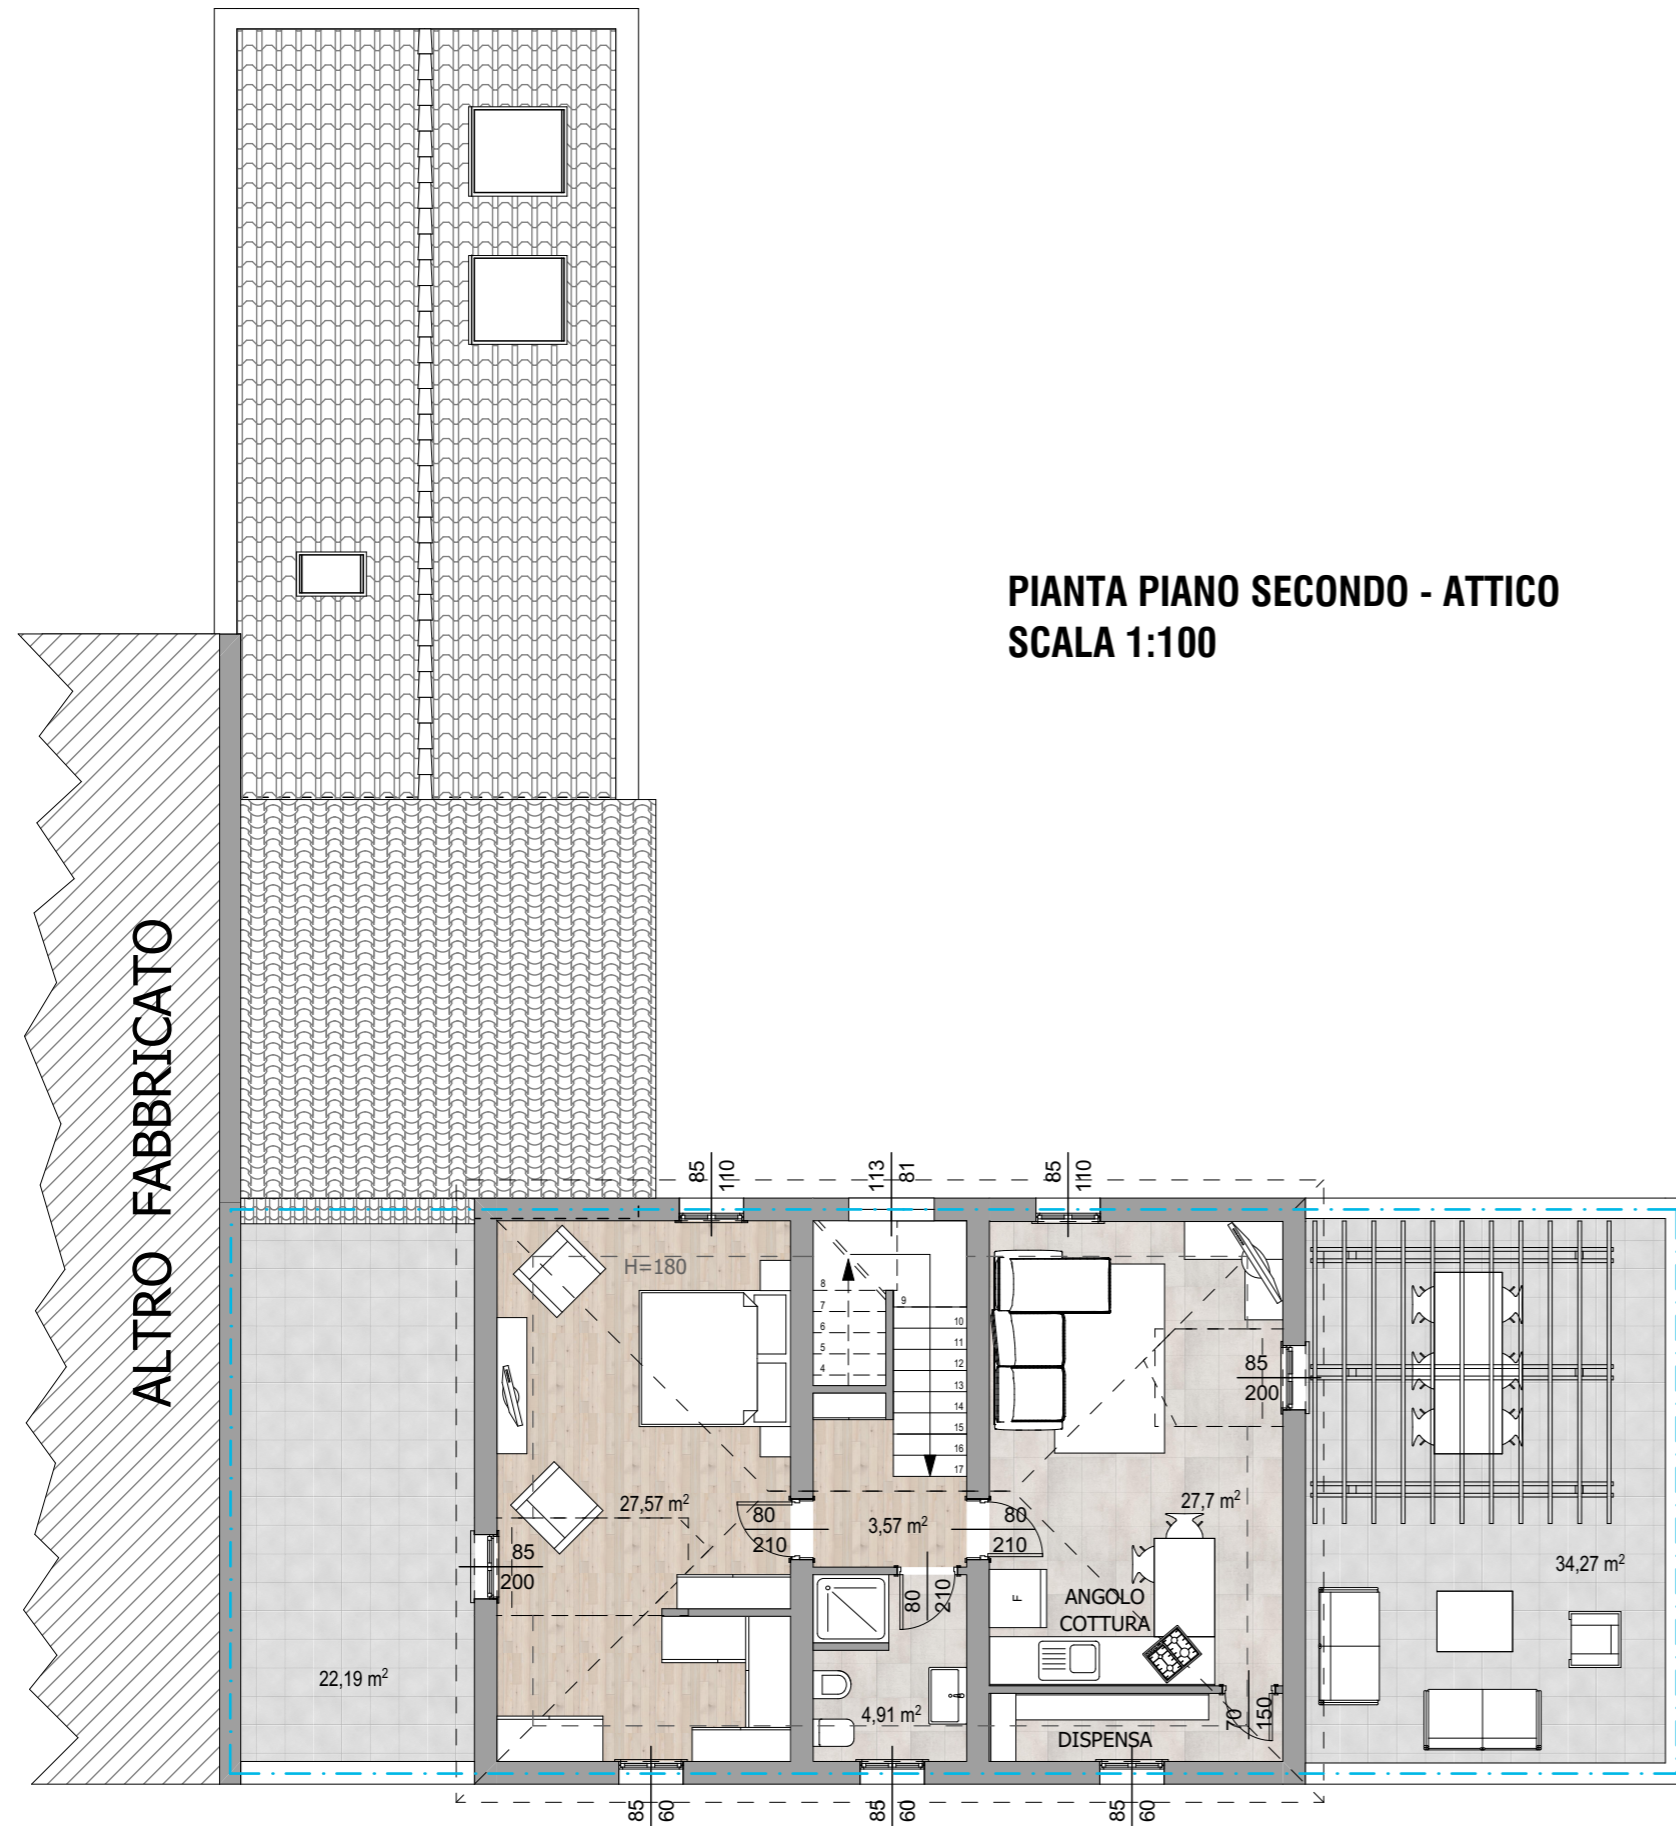 PIANTA PIANO SECONDO - ATTICO
SCALA 1:100
ALTRO FABBRICATO
85
110
113
81
85
110
H=180
8
7
6
5
4
9
10
11
12
13
14
15
16
17
85
200
27,57 m²
80
210
3,57 m²
80
210
27,7 m²
85
200
80
210
F
ANGOLO
COTTURA
34,27 m²
22,19 m²
4,91 m²
70
150
DISPENSA
85
60
85
60
85
60